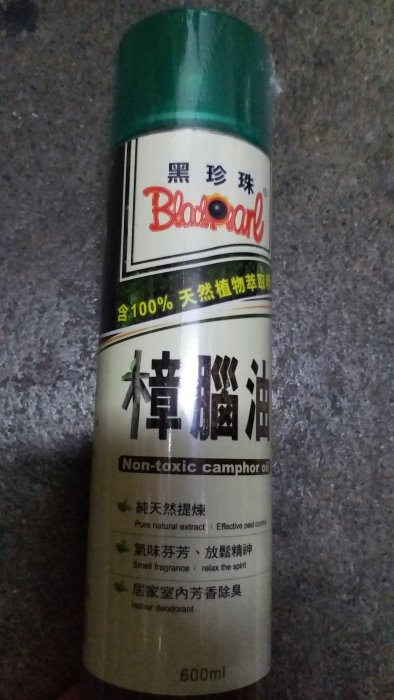 黑珍珠
BlackPearl®
含100% 天然植物萃取
樟腦油
Non-toxic camphor oil
純天然提煉
Pure natural extract ; Effective pest control
氣味芬芳、放鬆精神
Smell fragrance ; relax the spirit
居家室內芳香除臭
Indoor deodorant
600ml